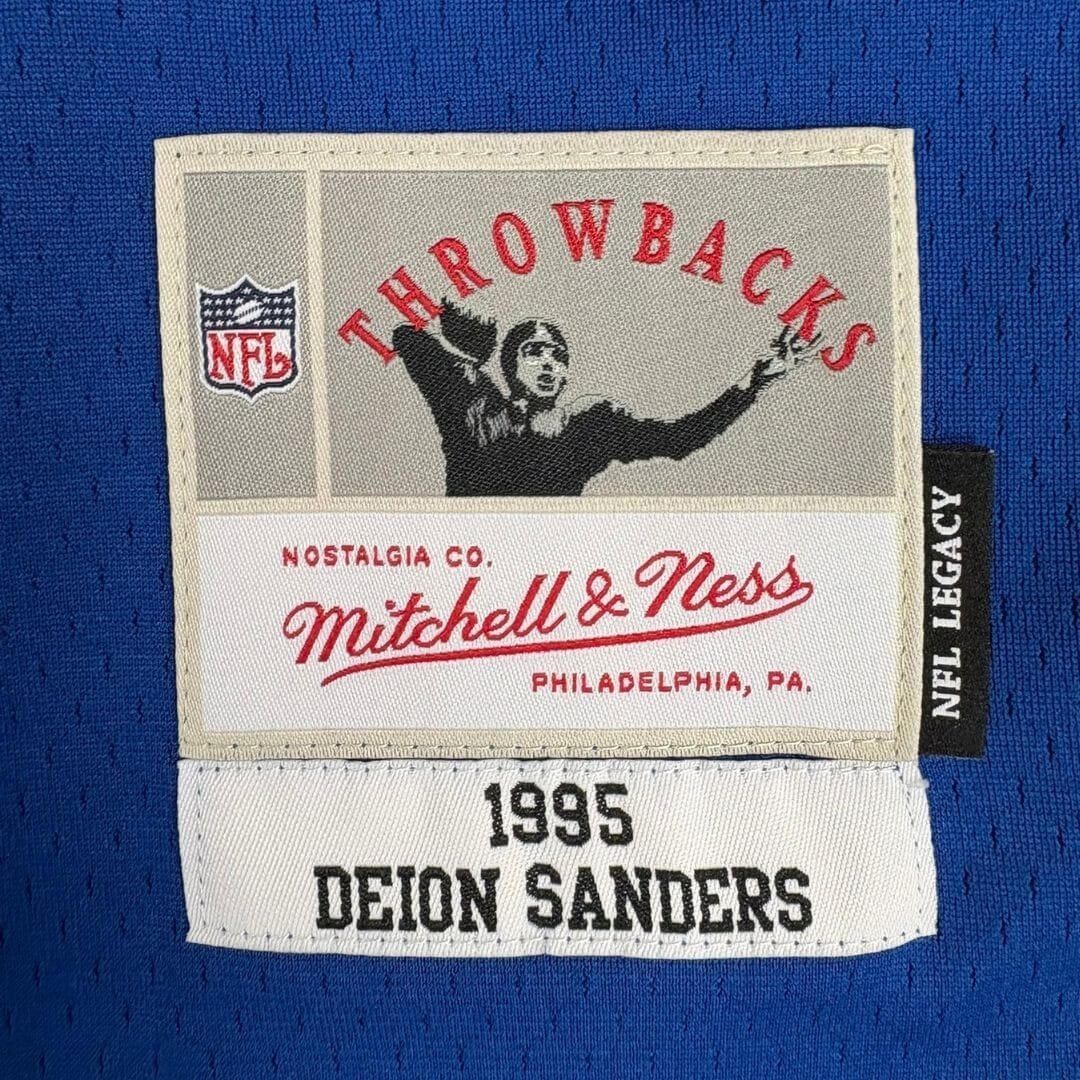 THROWBACKS
NFL
NOSTALGIA CO.
Mitchell & Ness
PHILADELPHIA, PA.
NFL LEGACY
1995
DEION SANDERS